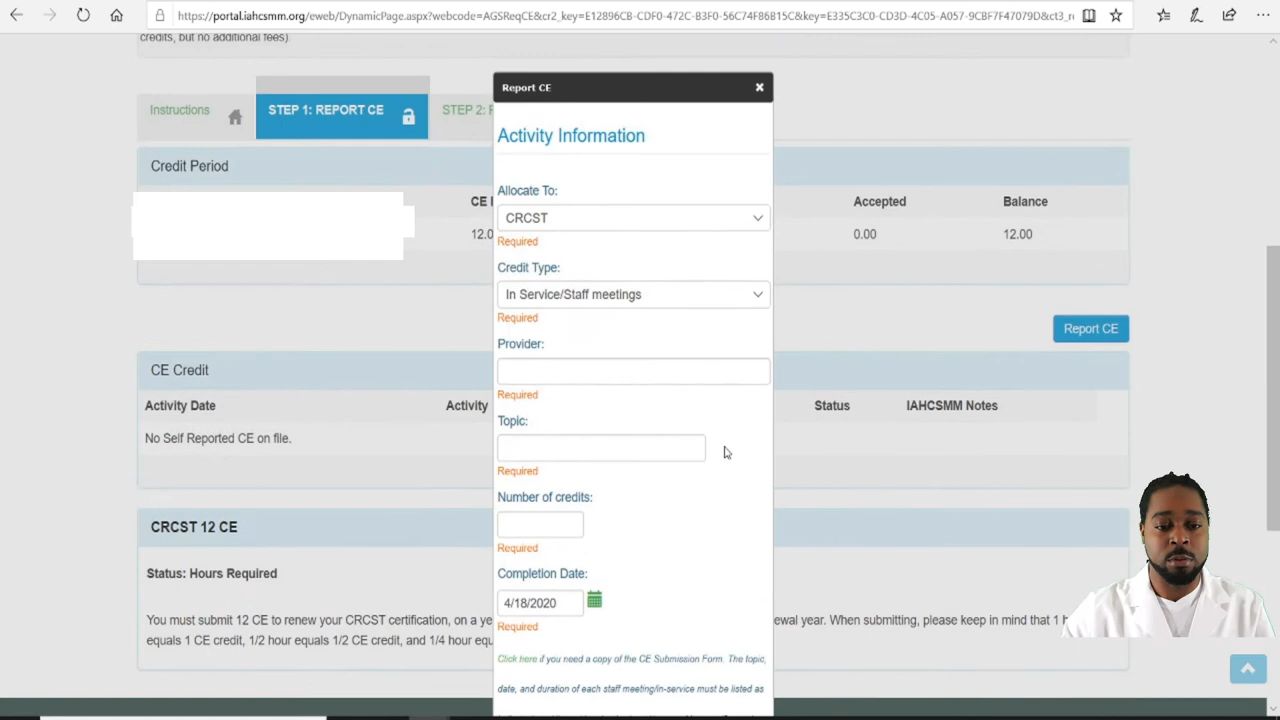 https://portal.iahcsmm.org/eweb/DynamicPage.aspx?webcode=AGSReqCE&cr2_key=E12896CB-CDF0-472C-B3F0-56C74F86B15C&key=E335C3C0-CD3D-4C05-A057-9CBF7F47079D&ct3_r
credits, but no additional fees).
Report CE
Instructions
STEP 1: REPORT CE
STEP 2:
Activity Information
Credit Period
Allocate To:
CE
Accepted
Balance
CRCST
12.0
0.00
12.00
Required
Credit Type:
In Service/Staff meetings
Required
Report CE
Provider:
CE Credit
Required
Activity Date
Activity
Status
IAHCSMM Notes
Topic:
No Self Reported CE on file.
Required
Number of credits:
CRCST 12 CE
Required
Status: Hours Required
Completion Date:
4/18/2020
You must submit 12 CE to renew your CRCST certification, on a ye
newal year. When submitting, please keep in mind that 1 h
Required
equals 1 CE credit, 1/2 hour equals 1/2 CE credit, and 1/4 hour equ
Click here if you need a copy of the CE Submission Form. The topic,
date, and duration of each staff meeting/in-service must be listed as